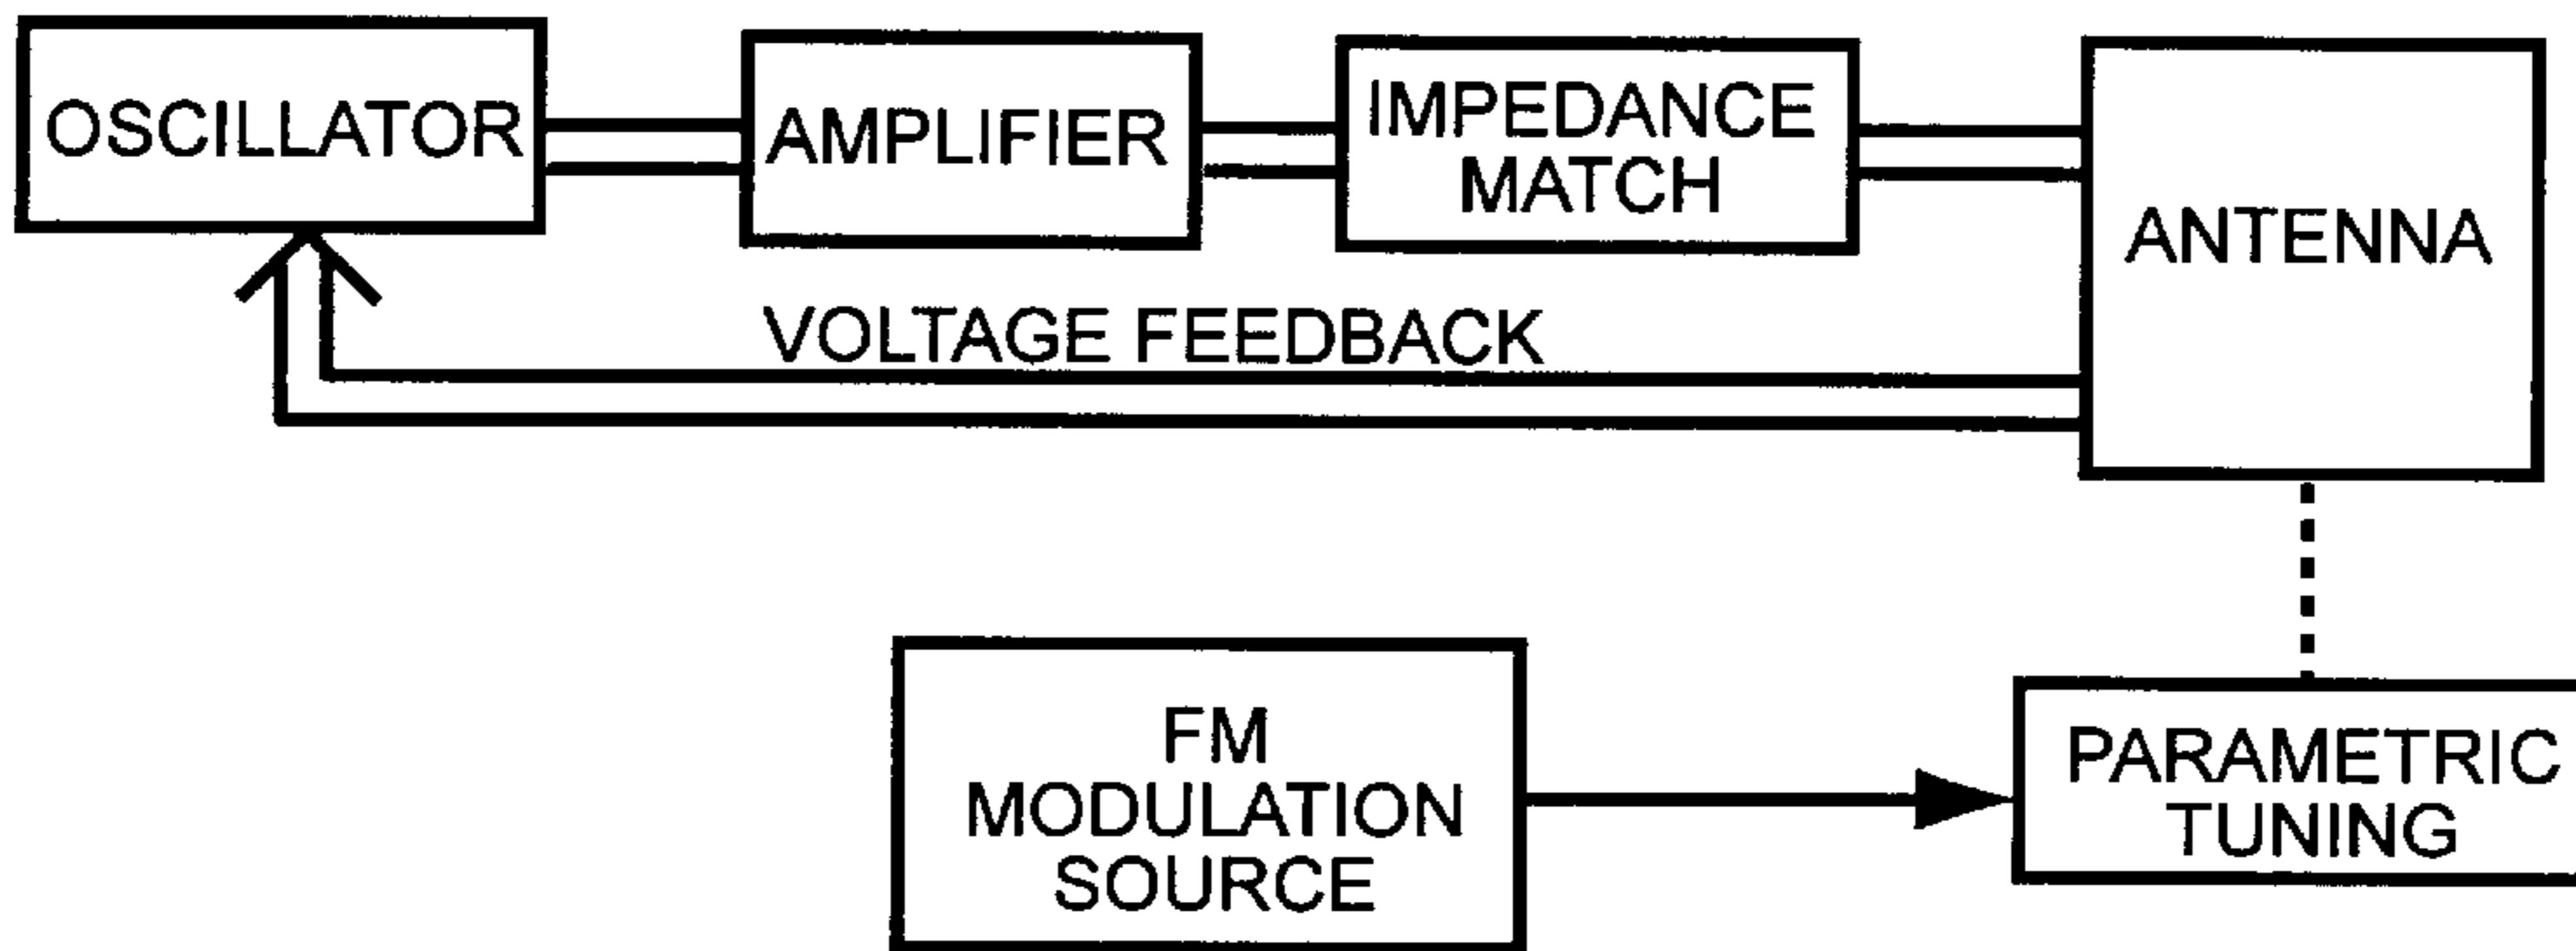 OSCILLATOR
AMPLIFIER
IMPEDANCE
MATCH
ANTENNA
VOLTAGE FEEDBACK
FM
MODULATION
SOURCE
PARAMETRIC
TUNING